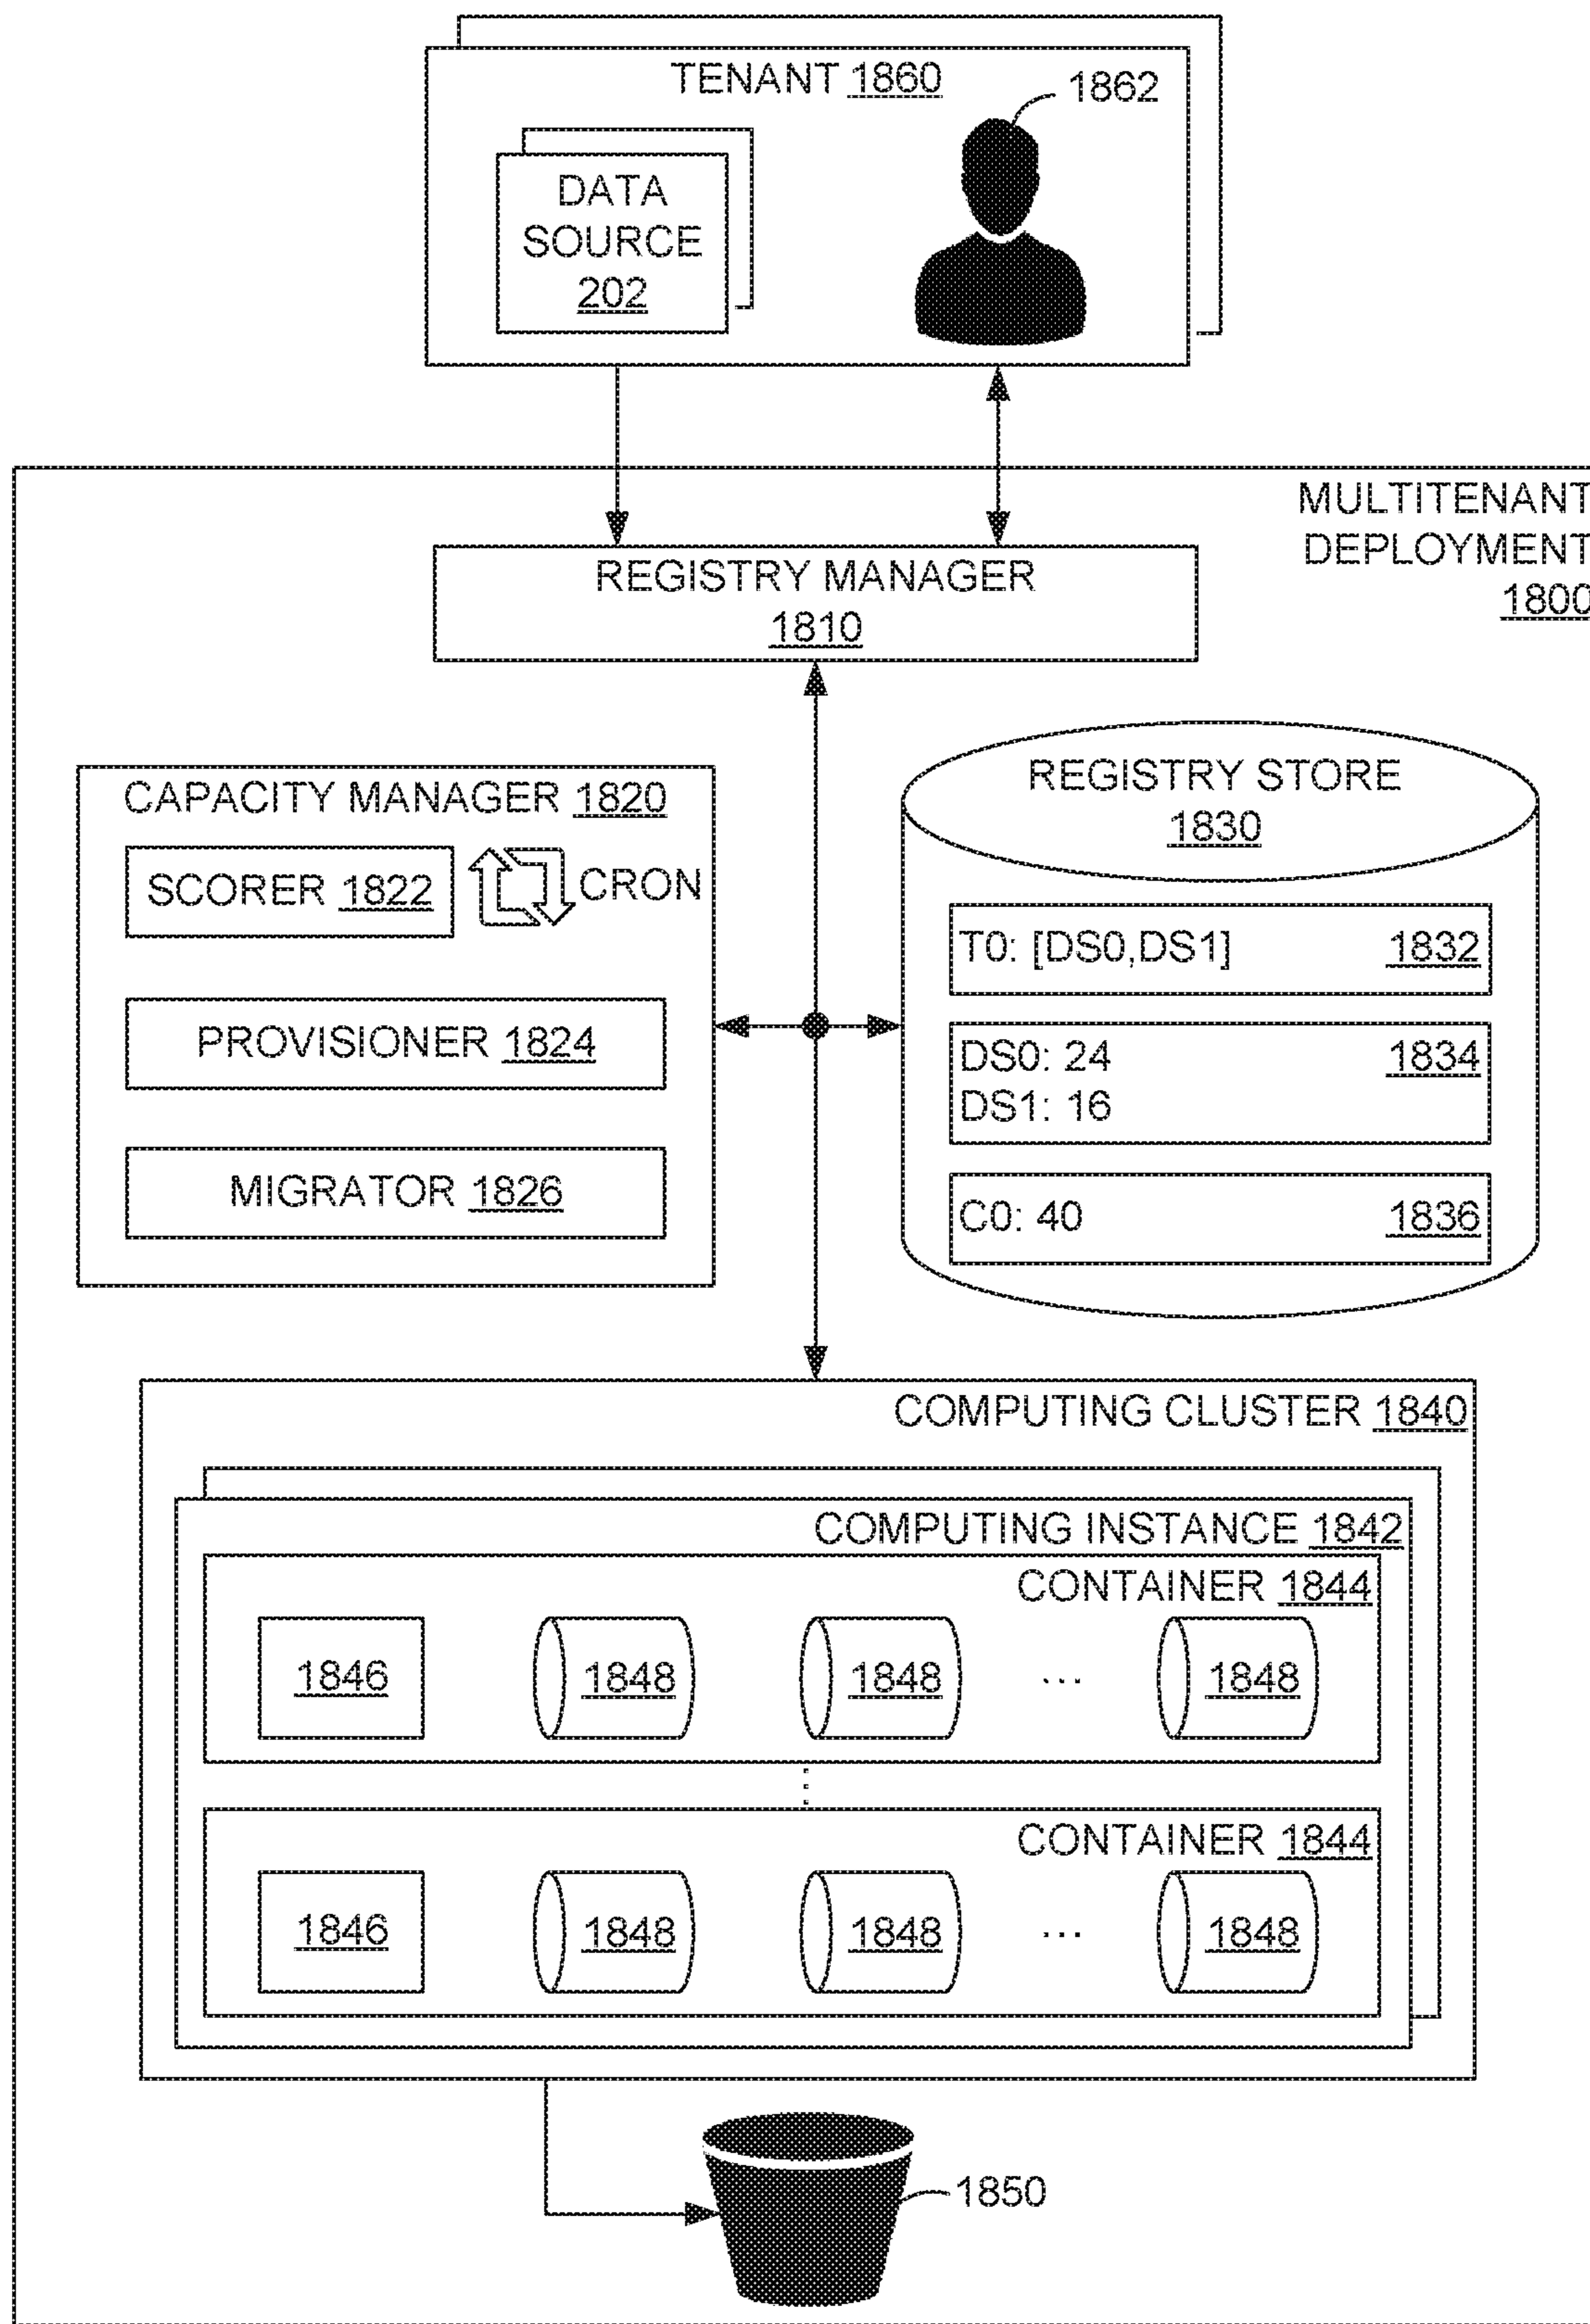 TENANT 1860
1862
DATA
SOURCE
202
MULTITENANT
DEPLOYMENT
1800
REGISTRY MANAGER
1810
CAPACITY MANAGER 1820
SCORER 1822
CRON
PROVISIONER 1824
MIGRATOR 1826
REGISTRY STORE
1830
T0: [DS0,DS1] 1832
DS0: 24 1834
DS1: 16
C0: 40 1836
COMPUTING CLUSTER 1840
COMPUTING INSTANCE 1842
CONTAINER 1844
1846 1848 1848 ... 1848
CONTAINER 1844
1846 1848 1848 ... 1848
1850